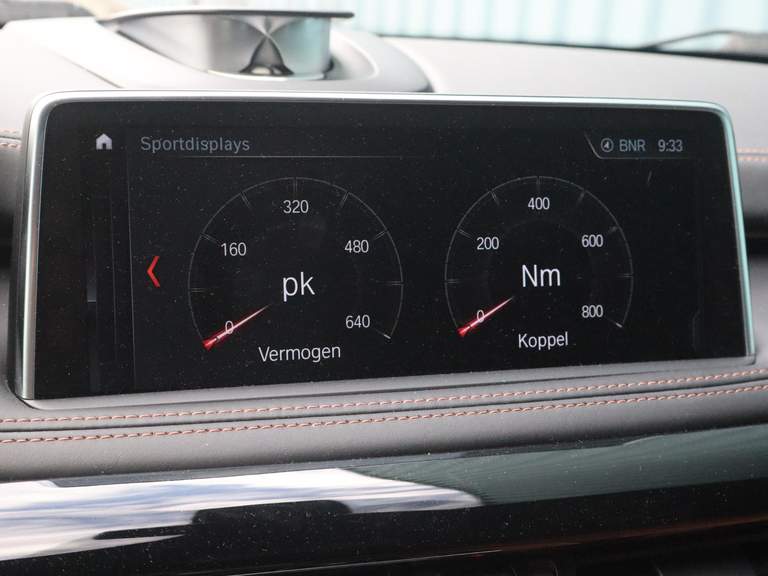 Sportdisplays
BNR 9:33
320
160
480
pk
0
640
Vermogen
400
200
600
Nm
0
800
Koppel